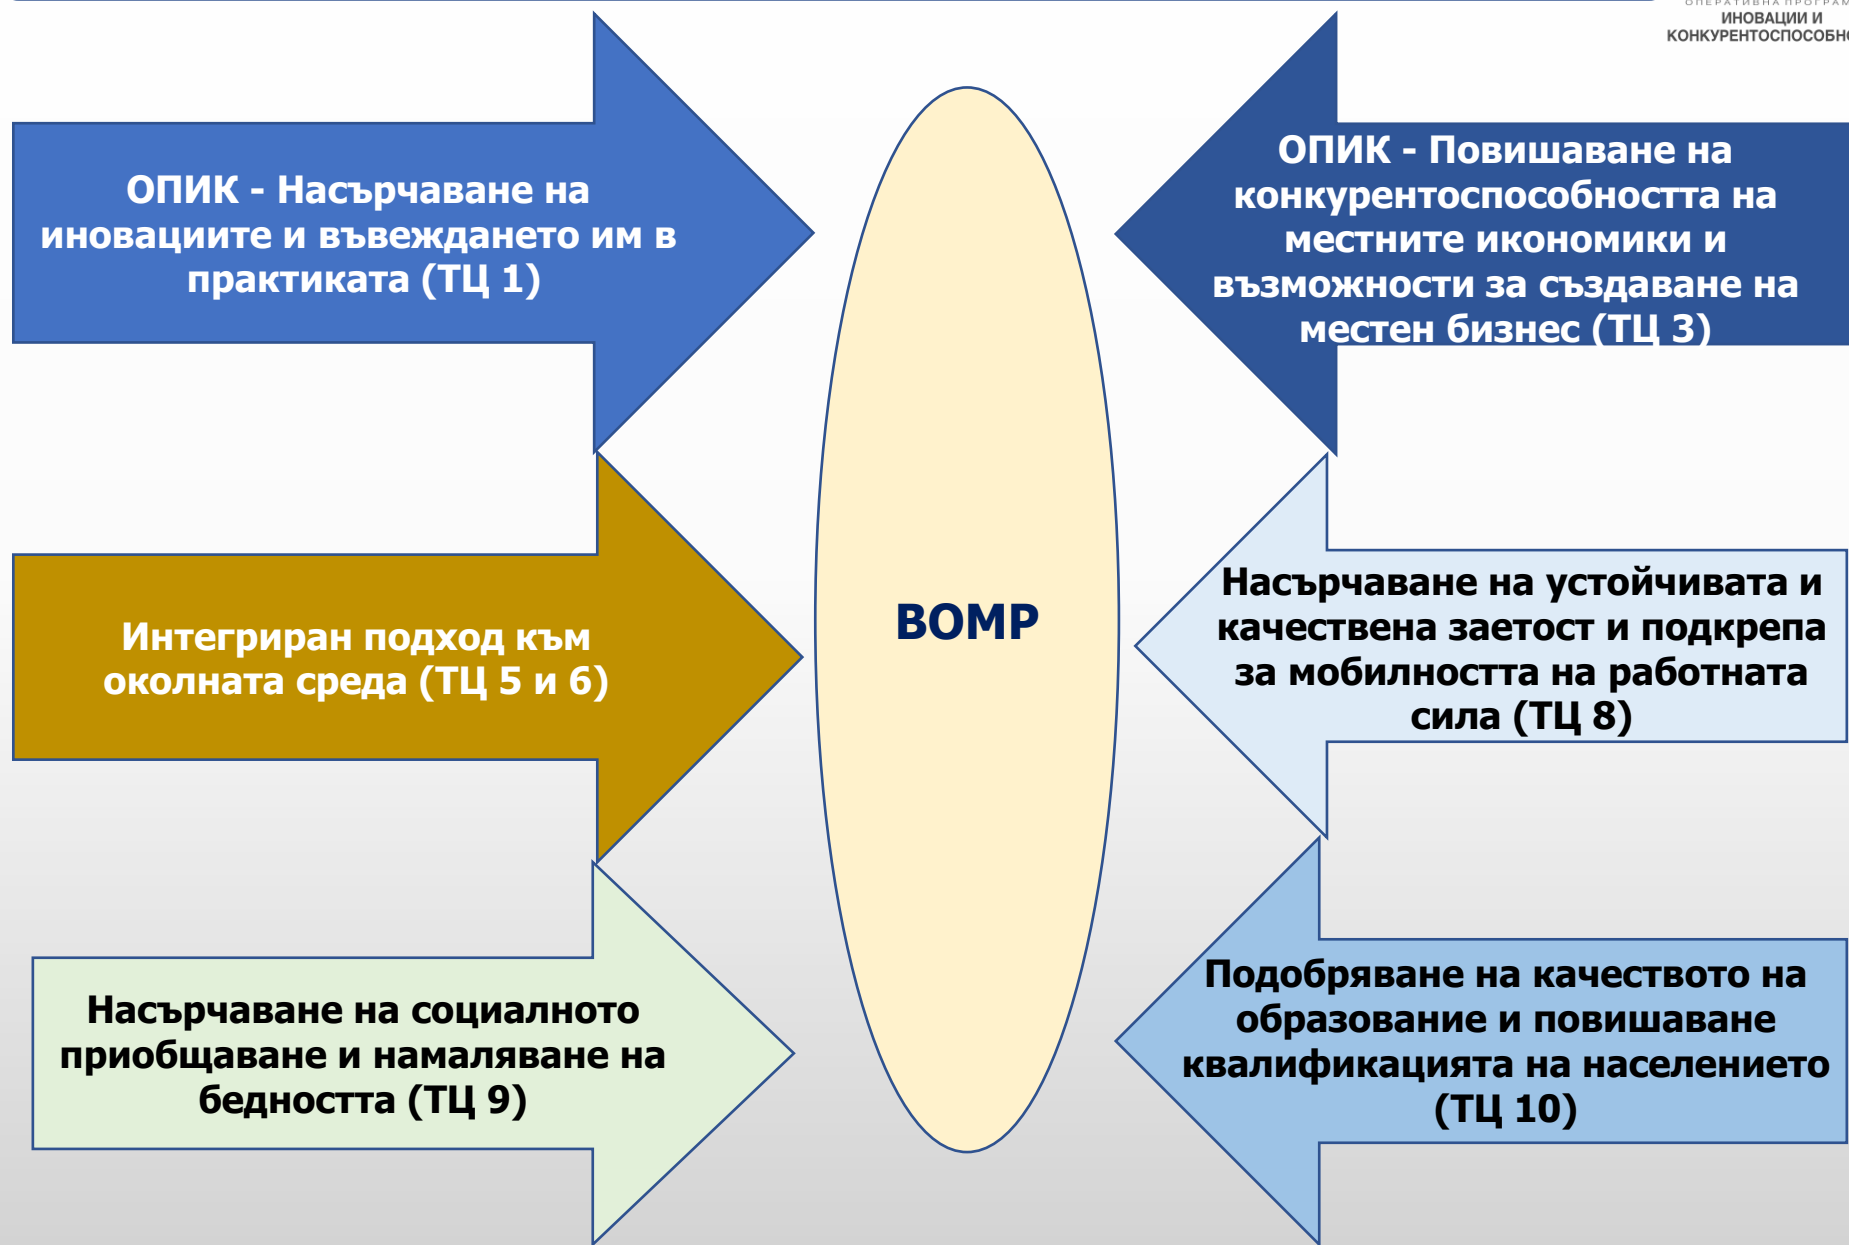 ИНОВАЦИИ И
ОПИК - Насърчаване на
иновациите и въвеждането им в
практиката (ТЦ 1)
ОПИК - Повишаване на
конкурентоспособността на
местните икономики и
възможности за създаване на
местен бизнес (ТЦ 3)
Интегриран подход към
околната среда (ТЦ 5 и 6)
ВОМР
Насърчаване на устойчивата и
качествена заетост и подкрепа
за мобилността на работната
сила (ТЦ 8)
Насърчаване на социалното
приобщаване и намаляване на
бедността (ТЦ 9)
Подобряване на качеството на
образование и повишаване
квалификацията на населението
(ТЦ 10)